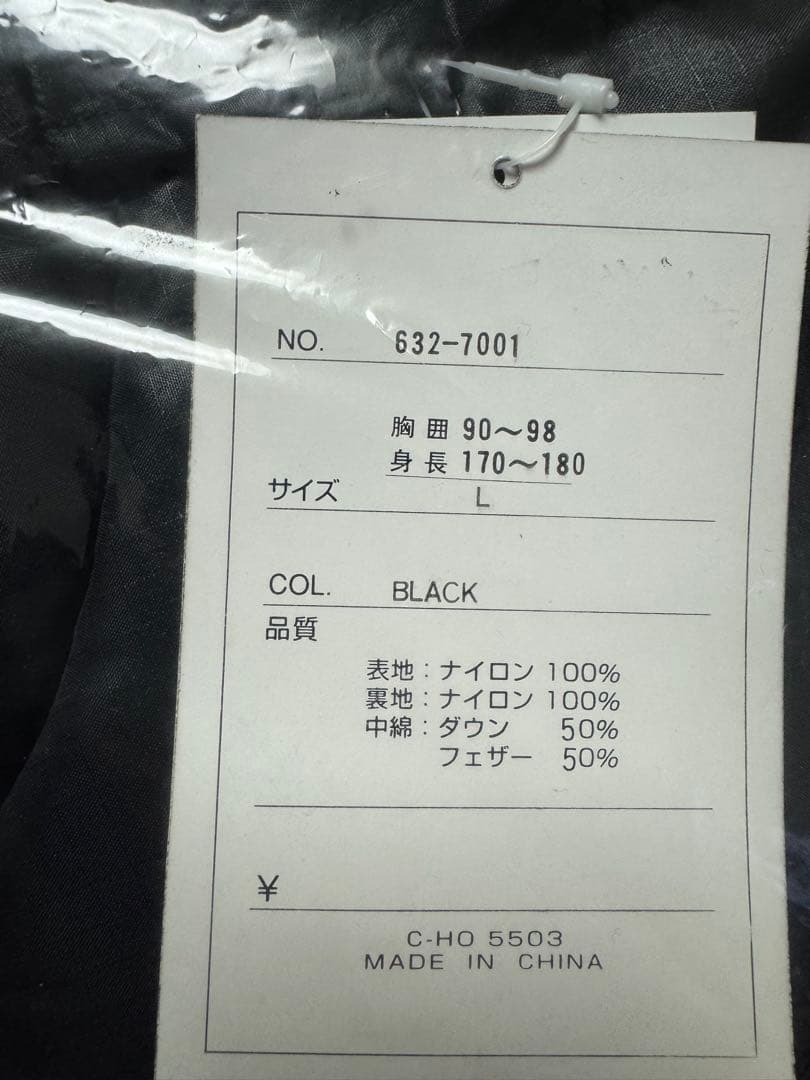 NO. 632-7001
胸囲 90〜98
身長 170〜180
サイズ L
COL. BLACK
品質
表地：ナイロン 100%
裏地：ナイロン 100%
中綿：ダウン 50%
フェザー 50%
¥
C-HO 5503
MADE IN CHINA